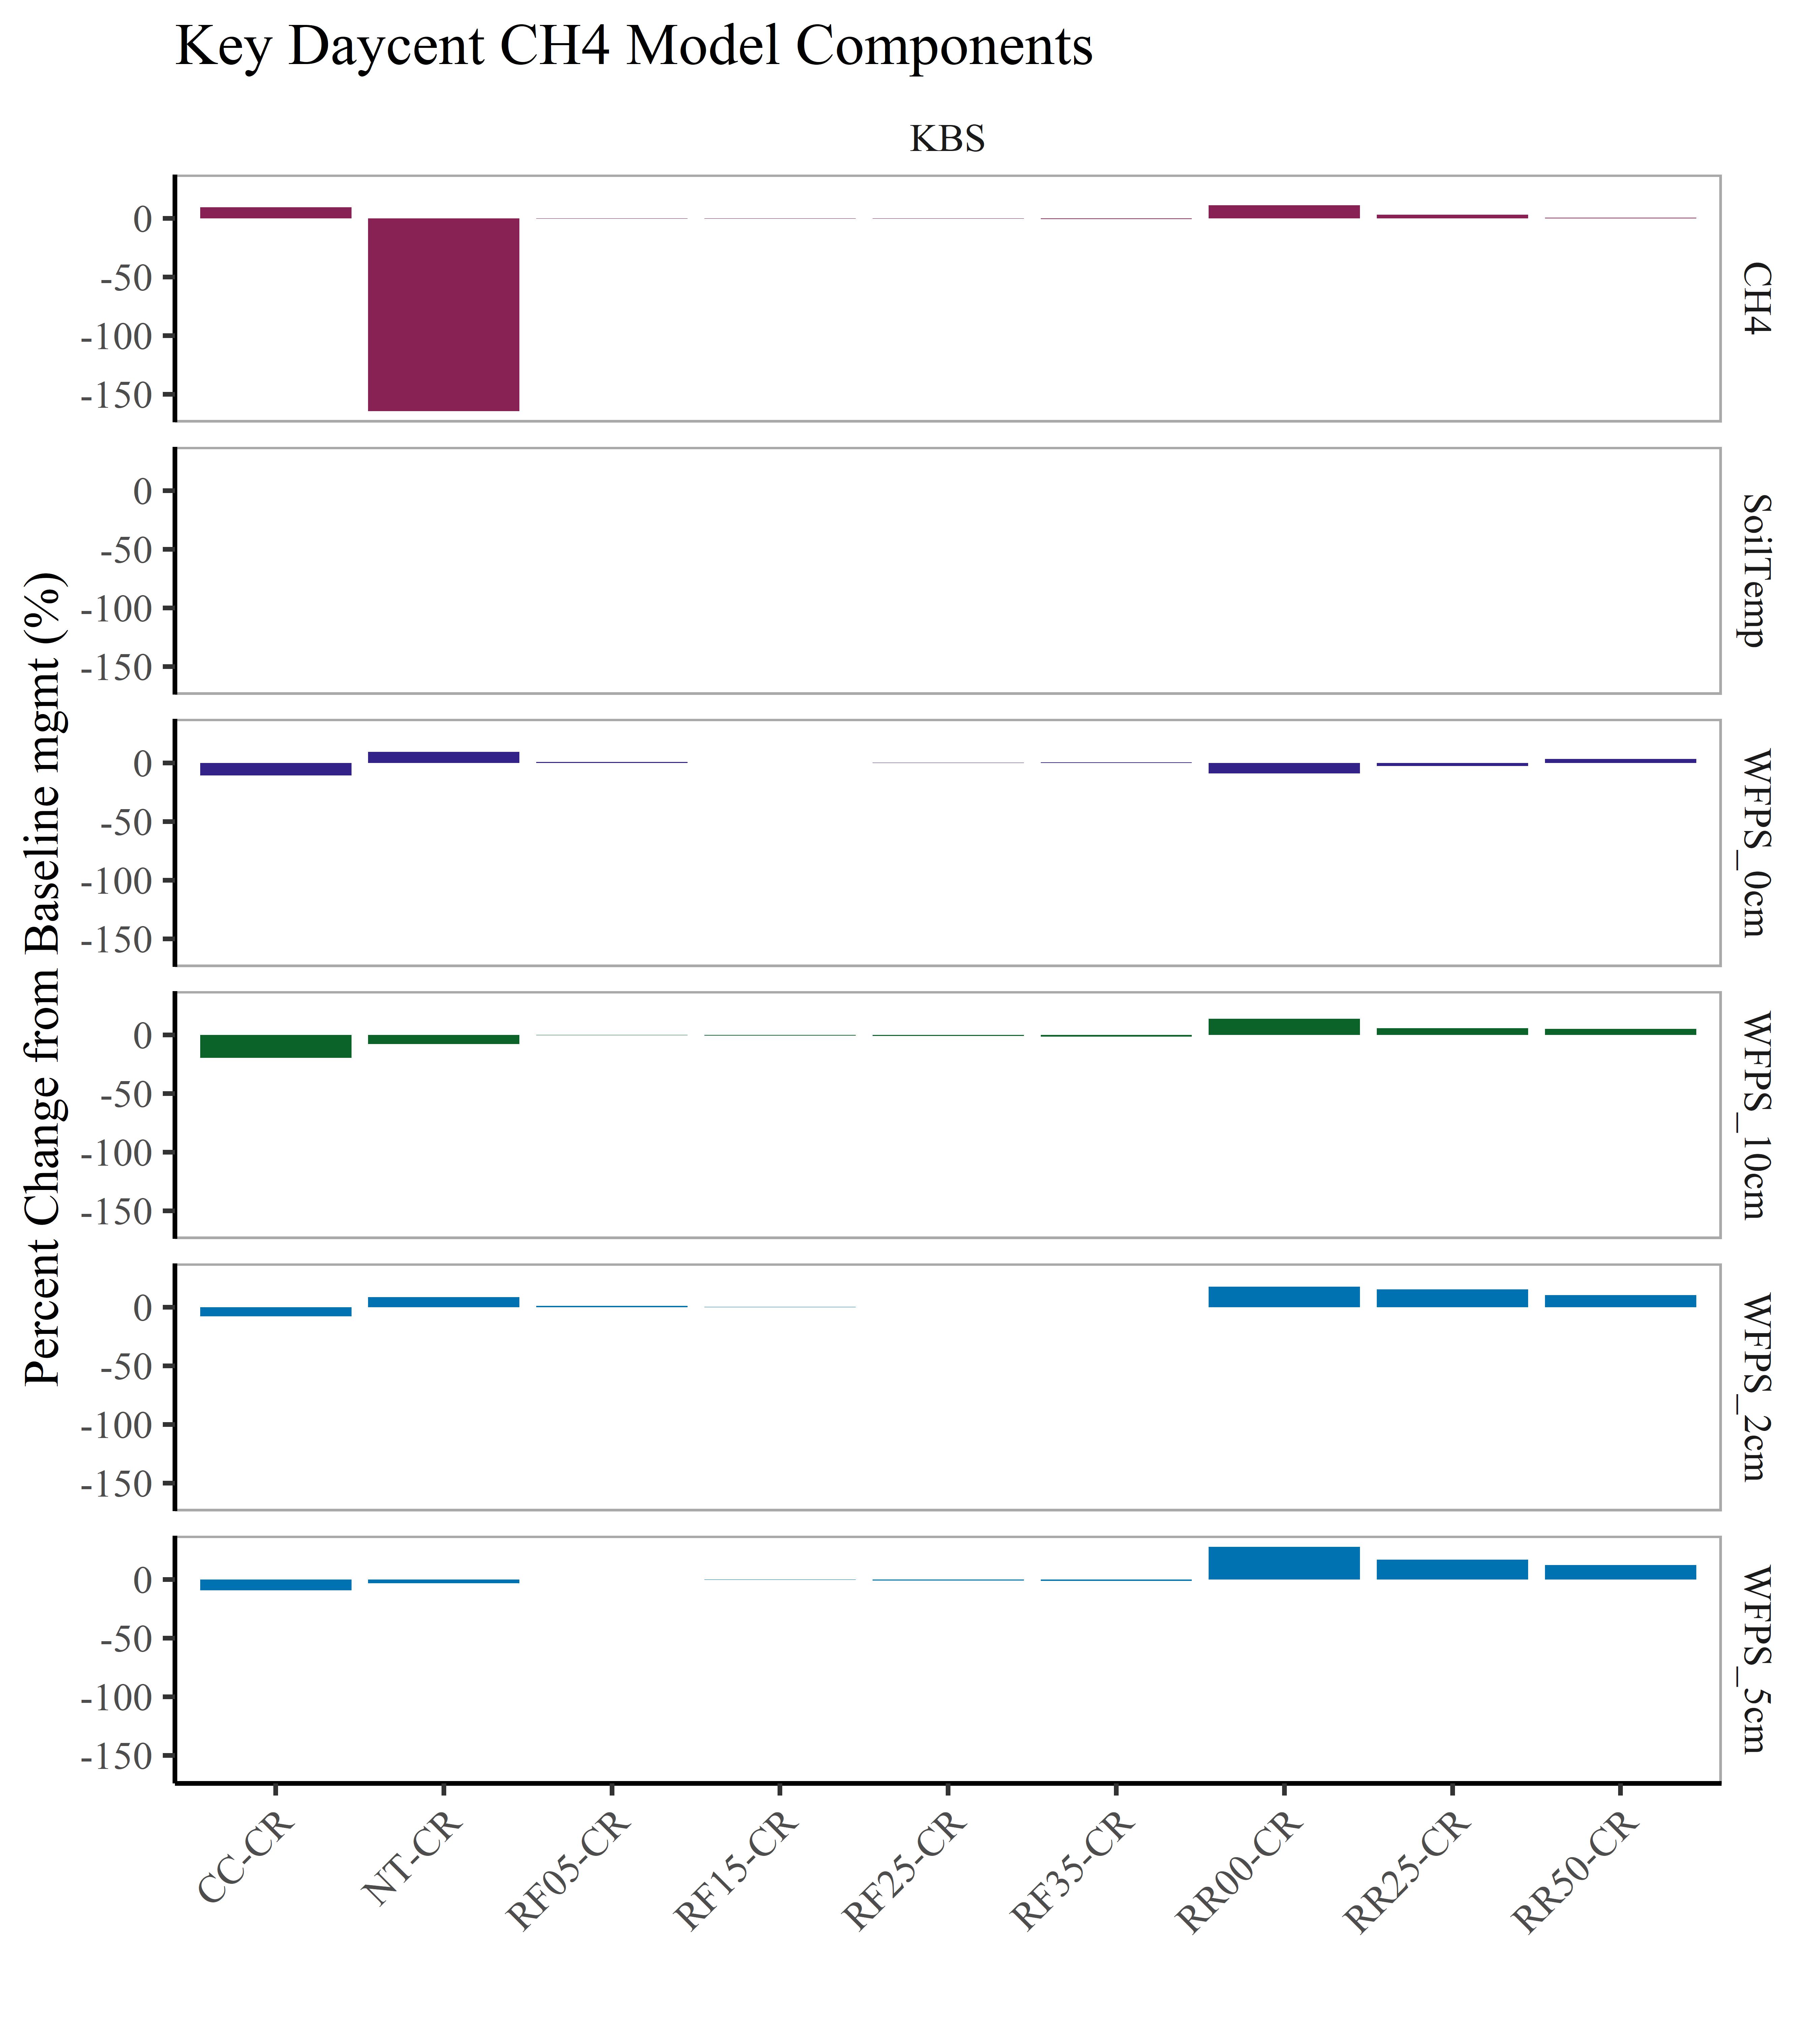 Key Daycent CH4 Model Components
KBS
Percent Change from Baseline mgmt (%)
0
-50
-100
-150
CH4
0
-50
-100
-150
SoilTemp
0
-50
-100
-150
WFPS_0cm
0
-50
-100
-150
WFPS_10cm
0
-50
-100
-150
WFPS_2cm
0
-50
-100
-150
WFPS_5cm
CC-CR
NT-CR
RF05-CR
RF15-CR
RF25-CR
RF35-CR
RR00-CR
RR25-CR
RR50-CR